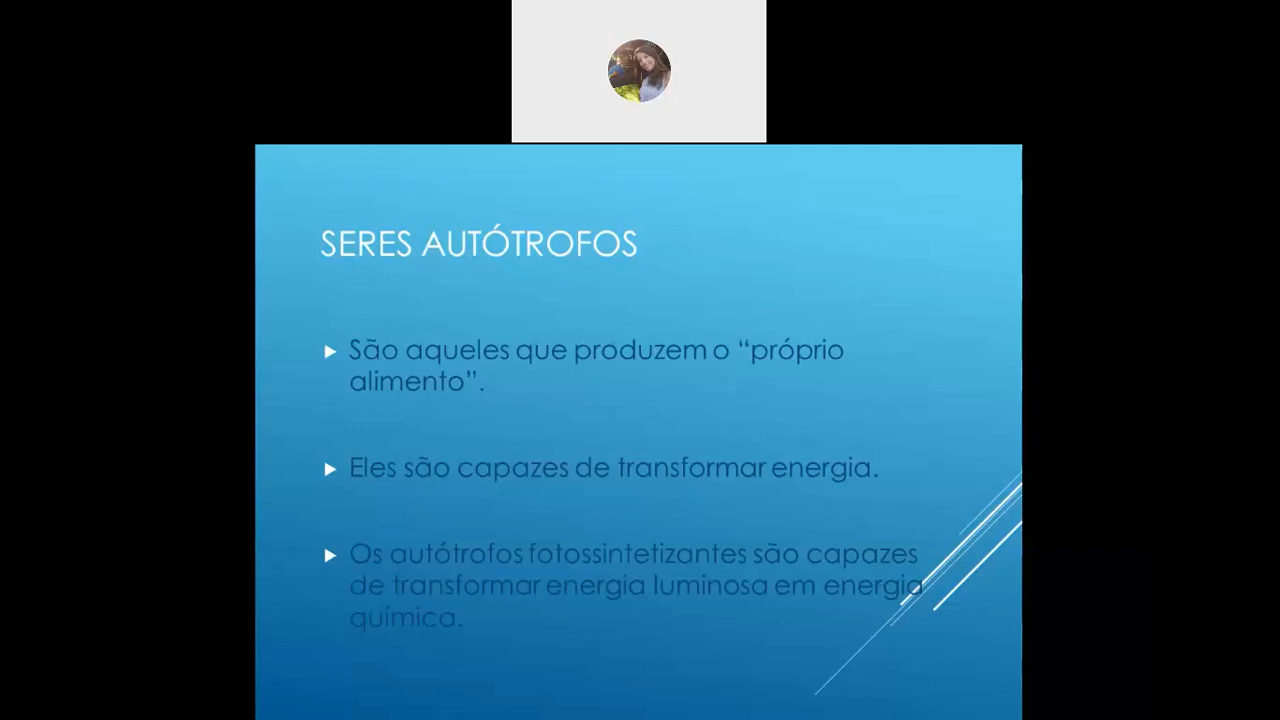 SERES AUTÓTROFOS
São aqueles que produzem o “próprio
alimento”.
Eles são capazes de transformar energia.
Os autótrofos fotossintetizantes são capazes
de transformar energia luminosa em energia
química.